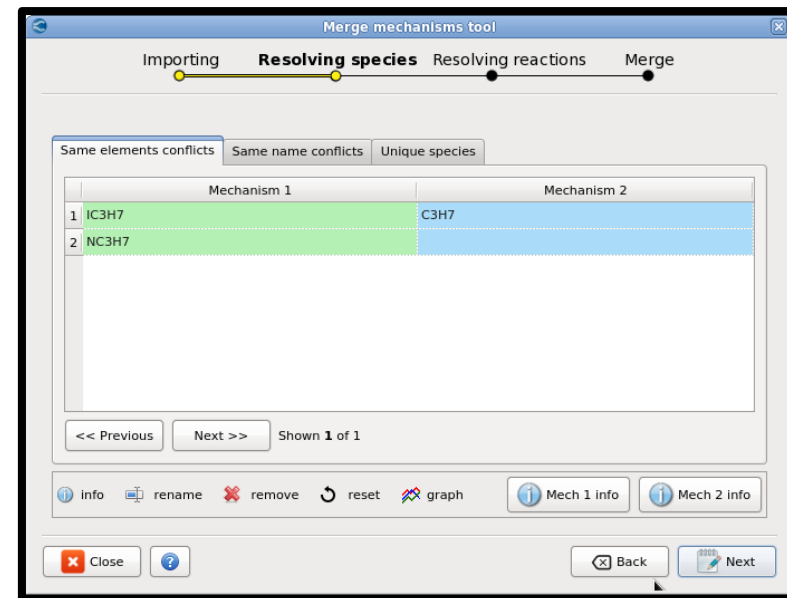 Merge mechanisms tool
Importing Resolving species Resolving reactions Merge
Same elements conflicts Same name conflicts Unique species
Mechanism 1 Mechanism 2
1 IC3H7 C3H7
2 NC3H7
<< Previous Next >> Shown 1 of 1
info rename remove reset graph Mech 1 info Mech 2 info
Close Back Next